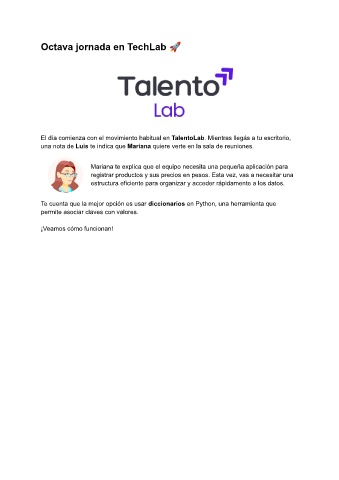 Octava jornada en TechLab 🚀
Talento
Lab
El día comienza con el movimiento habitual en TalentoLab. Mientras llegás a tu escritorio,
una nota de Luis te indica que Mariana quiere verte en la sala de reuniones.
Mariana te explica que el equipo necesita una pequeña aplicación para
registrar productos y sus precios en pesos. Esta vez, vas a necesitar una
estructura eficiente para organizar y acceder rápidamente a los datos.
Te cuenta que la mejor opción es usar diccionarios en Python, una herramienta que
permite asociar claves con valores.
¡Veamos cómo funcionan!